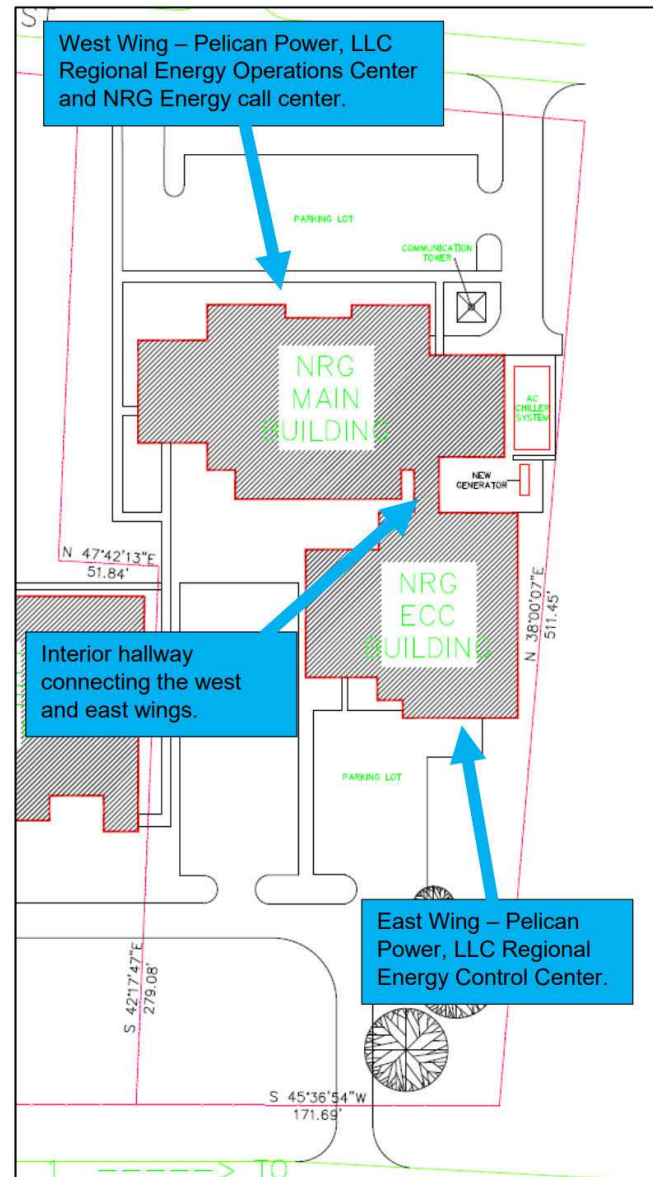 ST
West Wing – Pelican Power, LLC
Regional Energy Operations Center
and NRG Energy call center.
PARKING LOT
COMMUNICATION
TOWER
NRG
MAIN
BUILDING
AC
CHILLER
SYSTEM
NEW
GENERATOR
N 47°42'13"E
51.84'
NRG
ECC
BUILDING
N 38°00'07"E
511.45'
Interior hallway
connecting the west
and east wings.
PARKING LOT
East Wing – Pelican
Power, LLC Regional
Energy Control Center.
S 42°17'47"E
279.08'
S 45°36'54"W
171.69'
1 -----> TO